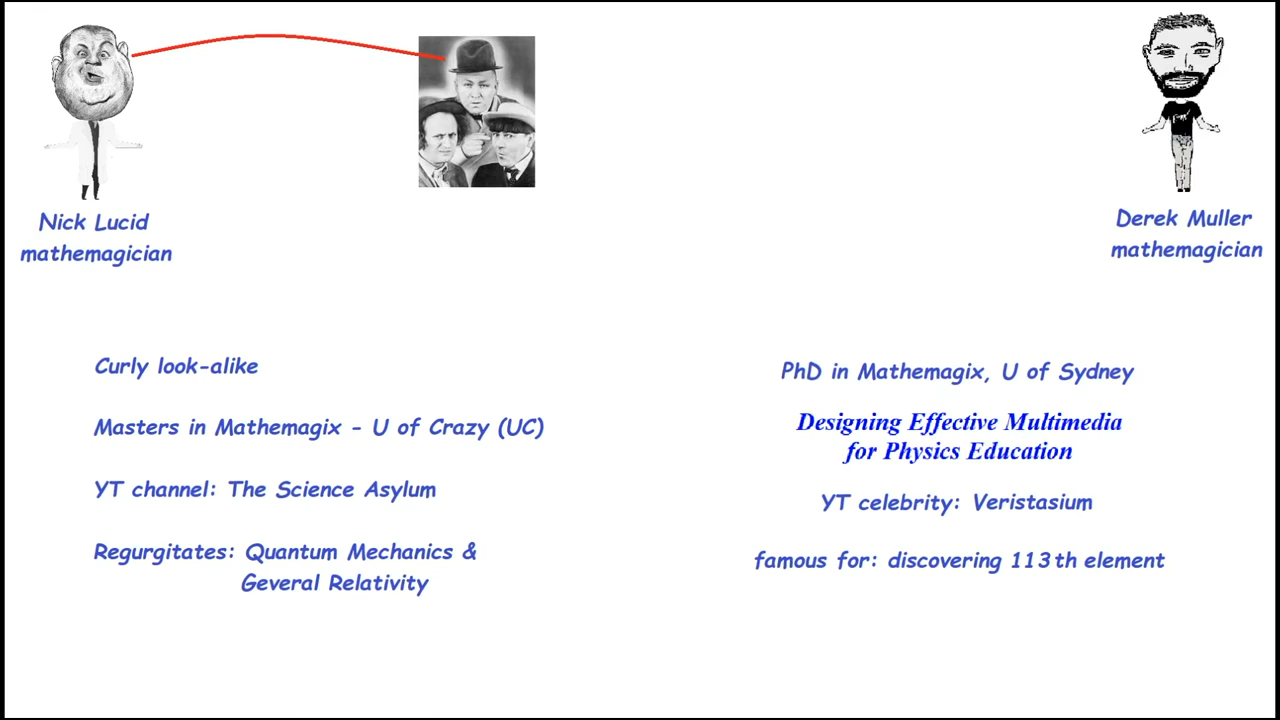 Nick Lucid
mathemagician
Derek Muller
mathemagician
Curly look-alike
Masters in Mathemagix - U of Crazy (UC)
YT channel: The Science Asylum
Regurgitates: Quantum Mechanics &
Geveral Relativity
PhD in Mathemagix, U of Sydney
Designing Effective Multimedia
for Physics Education
YT celebrity: Veristasium
famous for: discovering 113th element